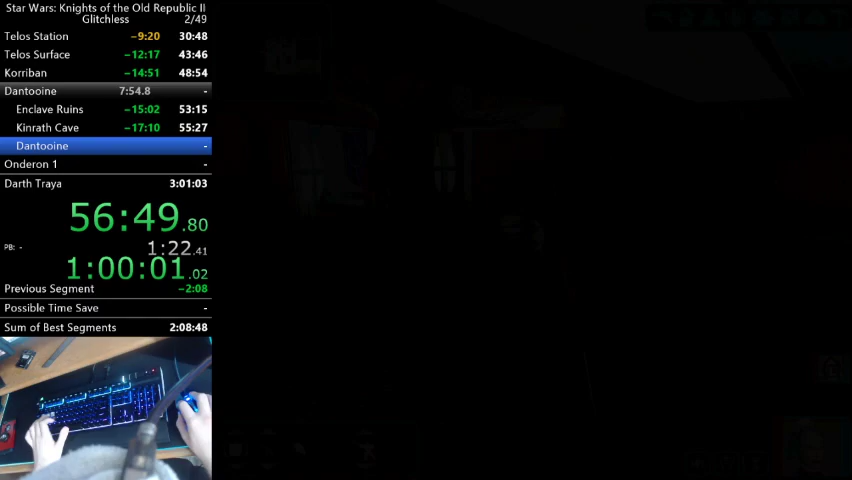 Star Wars: Knights of the Old Republic II
Glitchless 2/49
Telos Station −9:20 30:48
Telos Surface −12:17 43:46
Korriban −14:51 48:54
Dantooine 7:54.8 -
Enclave Ruins −15:02 53:15
Kinrath Cave −17:10 55:27
Dantooine -
Onderon 1 -
Darth Traya 3:01:03
56:49.80
PB: - 1:22.41
1:00:01.02
Previous Segment −2:08
Possible Time Save -
Sum of Best Segments 2:08:48